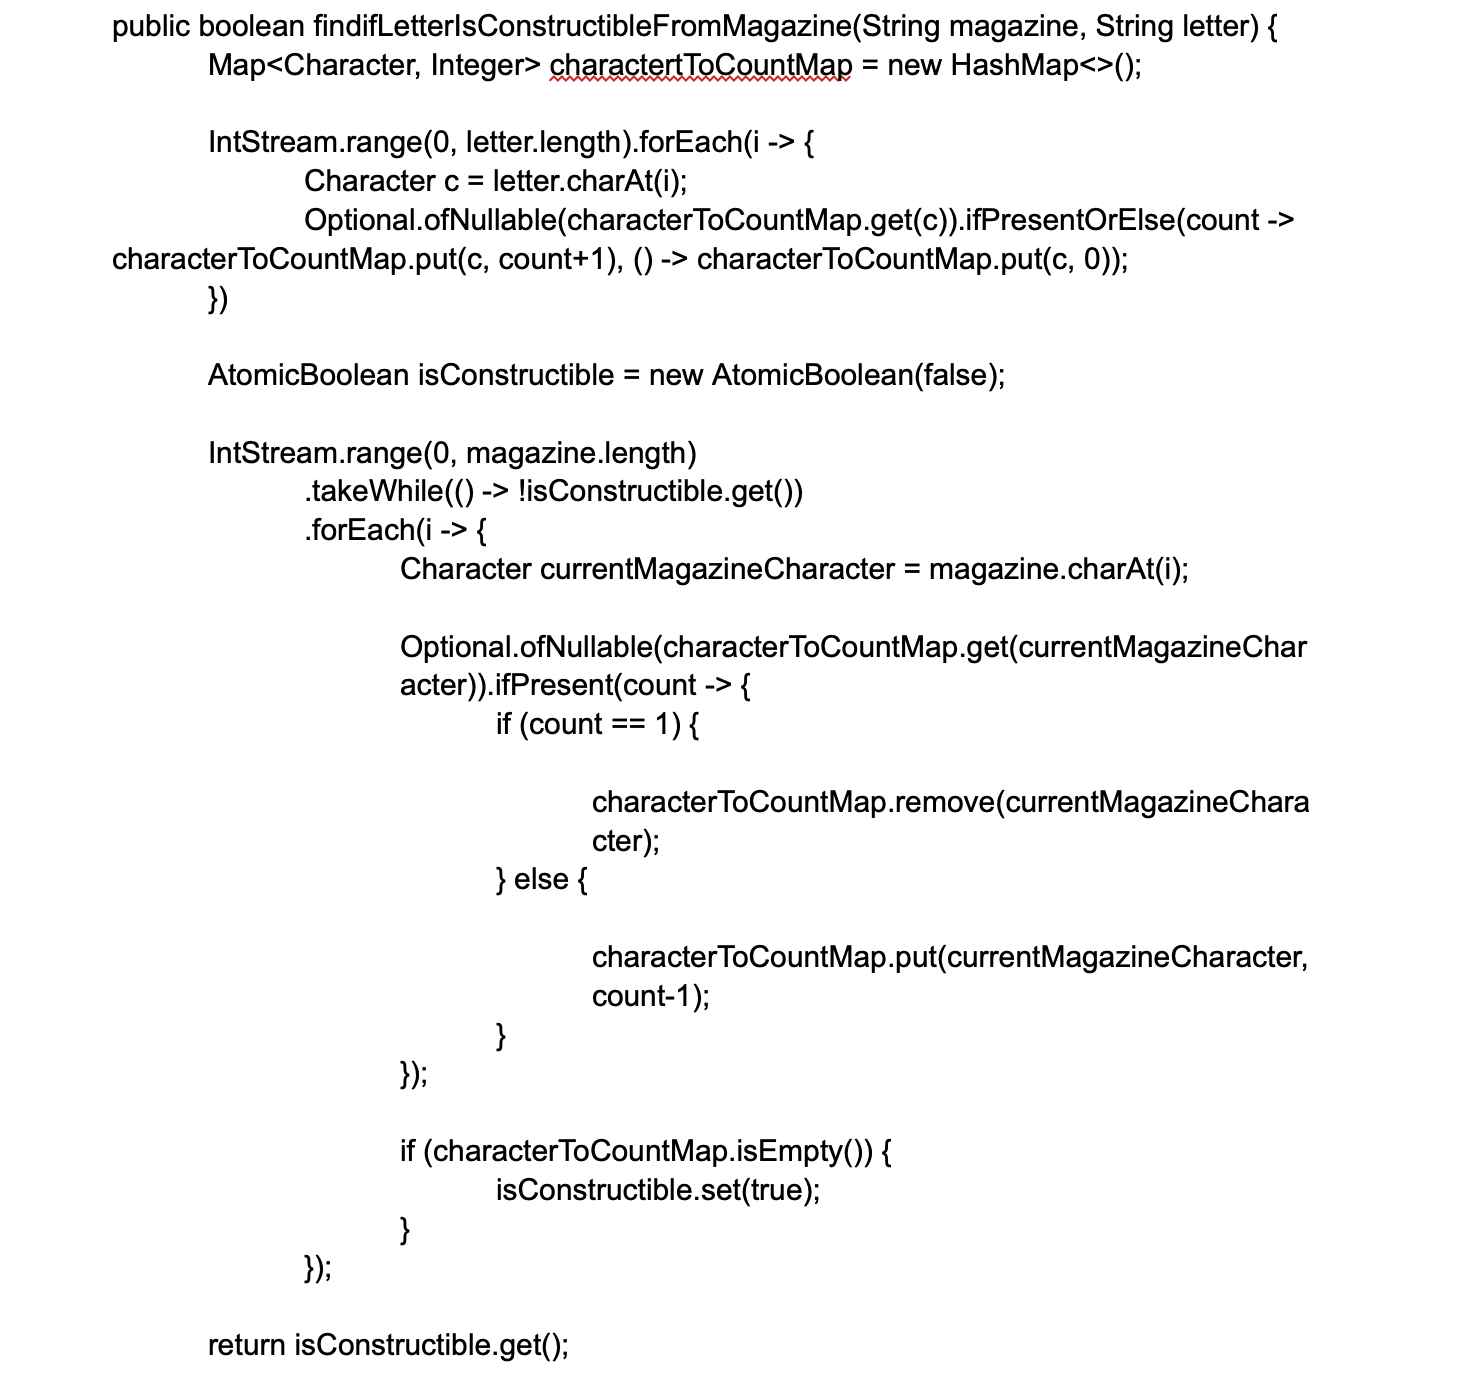 public boolean findifLetterIsConstructibleFromMagazine(String magazine, String letter) {
Map<Character, Integer> charactertToCountMap = new HashMap<>();
IntStream.range(0, letter.length).forEach(i -> {
Character c = letter.charAt(i);
Optional.ofNullable(characterToCountMap.get(c)).ifPresentOrElse(count ->
characterToCountMap.put(c, count+1), () -> characterToCountMap.put(c, 0));
})
AtomicBoolean isConstructible = new AtomicBoolean(false);
IntStream.range(0, magazine.length)
.takeWhile(() -> !isConstructible.get())
.forEach(i -> {
Character currentMagazineCharacter = magazine.charAt(i);
Optional.ofNullable(characterToCountMap.get(currentMagazineChar
acter)).ifPresent(count -> {
if (count == 1) {
characterToCountMap.remove(currentMagazineChara
cter);
} else {
characterToCountMap.put(currentMagazineCharacter,
count-1);
}
});
if (characterToCountMap.isEmpty()) {
isConstructible.set(true);
}
});
return isConstructible.get();